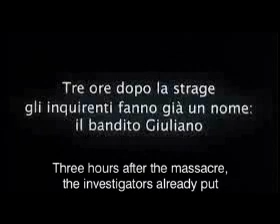 Tre ore dopo la strage
gli inquirenti fanno già un nome:
il bandito Giuliano
Three hours after the massacre,
the investigators already put